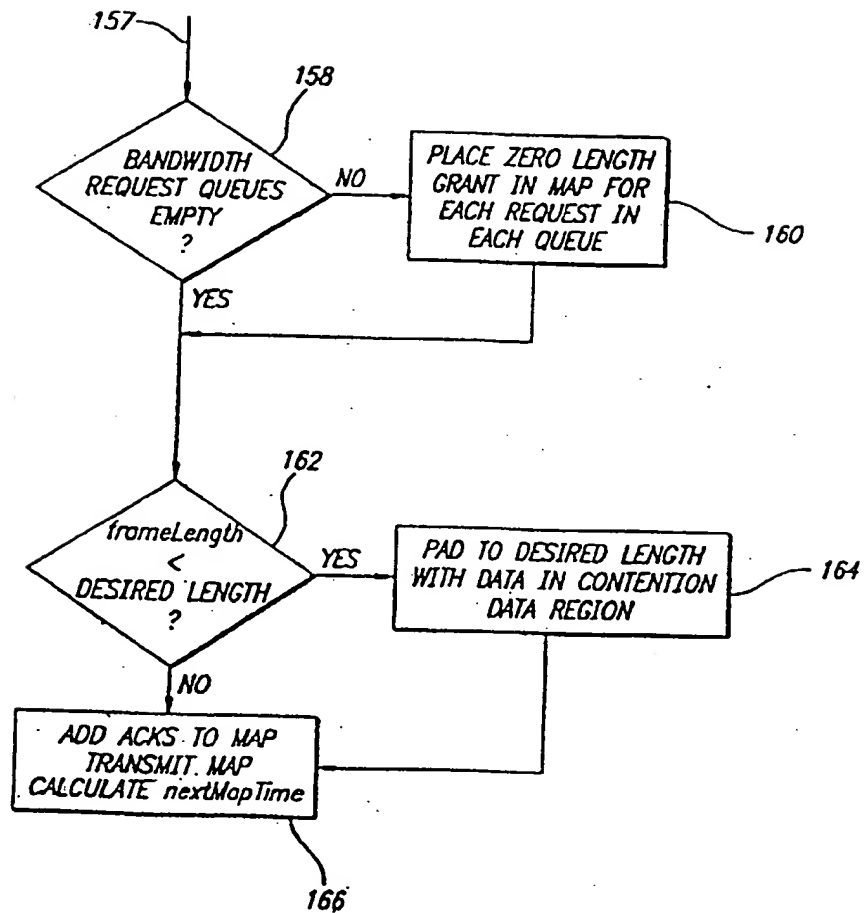 157
158
BANDWIDTH
REQUEST QUEUES
EMPTY
?
NO
PLACE ZERO LENGTH
GRANT IN MAP FOR
EACH REQUEST IN
EACH QUEUE
160
YES
162
frameLength
<
DESIRED LENGTH
?
YES
PAD TO DESIRED LENGTH
WITH DATA IN CONTENTION
DATA REGION
164
NO
ADD ACKS TO MAP
TRANSMIT MAP
CALCULATE nextMapTime
166